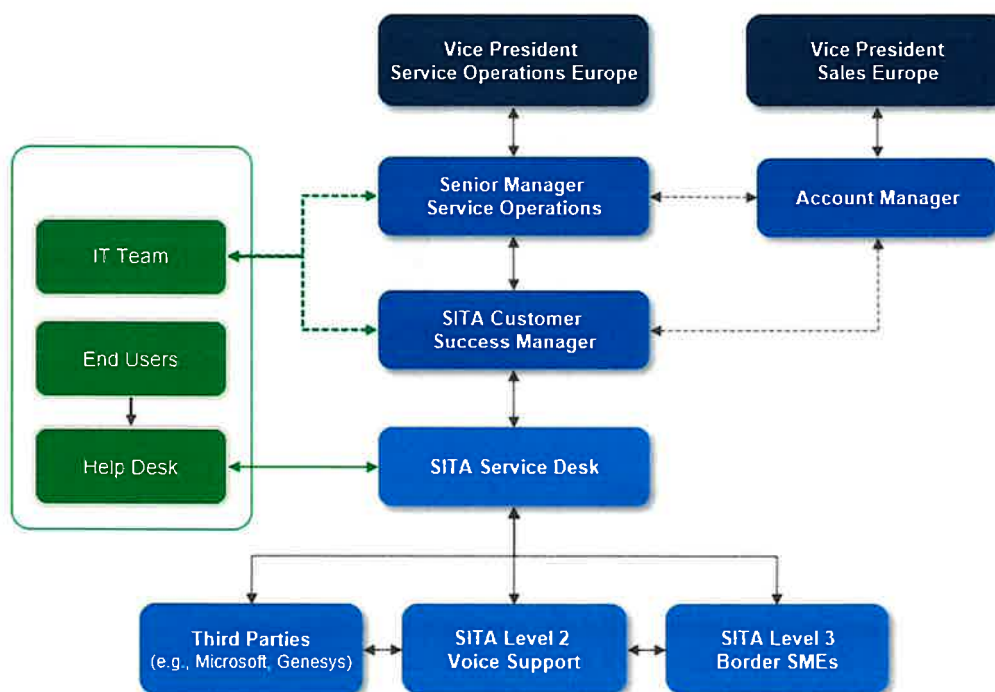 Vice President
Service Operations Europe
Vice President
Sales Europe
Senior Manager
Service Operations
Account Manager
IT Team
SITA Customer
Success Manager
End Users
Help Desk
SITA Service Desk
Third Parties
(e.g., Microsoft, Genesys)
SITA Level 2
Voice Support
SITA Level 3
Border SMEs